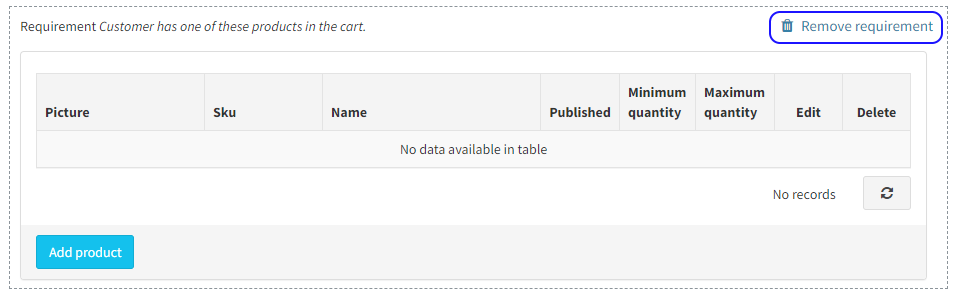 Requirement Customer has one of these products in the cart.
Remove requirement
Picture Sku Name Published Minimum quantity Maximum quantity Edit Delete
No data available in table
No records
Add product